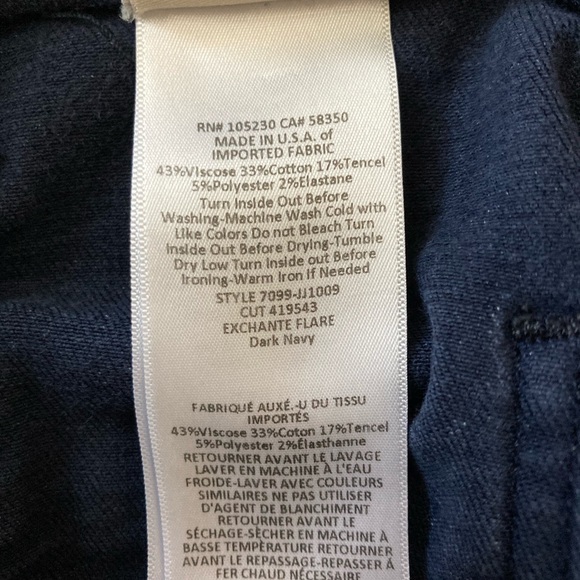 RN# 105230 CA# 58350
MADE IN U.S.A. of
IMPORTED FABRIC
43%Viscose 33%Cotton 17%Tencel
5%Polyester 2%Elastane
Turn Inside Out Before
Washing-Machine Wash Cold with
Like Colors Do not Bleach Turn
Inside Out Before Drying-Tumble
Dry Low Turn Inside Out Before
Ironing-Warm Iron If Needed
STYLE 7099-JJ1009
CUT 419543
EXCHANTE FLARE
Dark Navy
FABRIQUÉ AUXÉ.-U DU TISSU
IMPORTÉS
43%Viscose 33%Coton 17%Tencel
5%Polyester 2%Élasthanne
RETOURNER AVANT LE LAVAGE
LAVER EN MACHINE À L'EAU
FROIDE-LAVER AVEC COULEURS
SIMILAIRES NE PAS UTILISER
D'AGENT DE BLANCHIMENT
RETOURNER AVANT LE
SÉCHAGE-SÈCHER EN MACHINE À
BASSE TEMPÈRATURE RETOURNER
AVANT LE REPASSAGE-REPASSER À
FER CHAUD NÉCESSAIRE